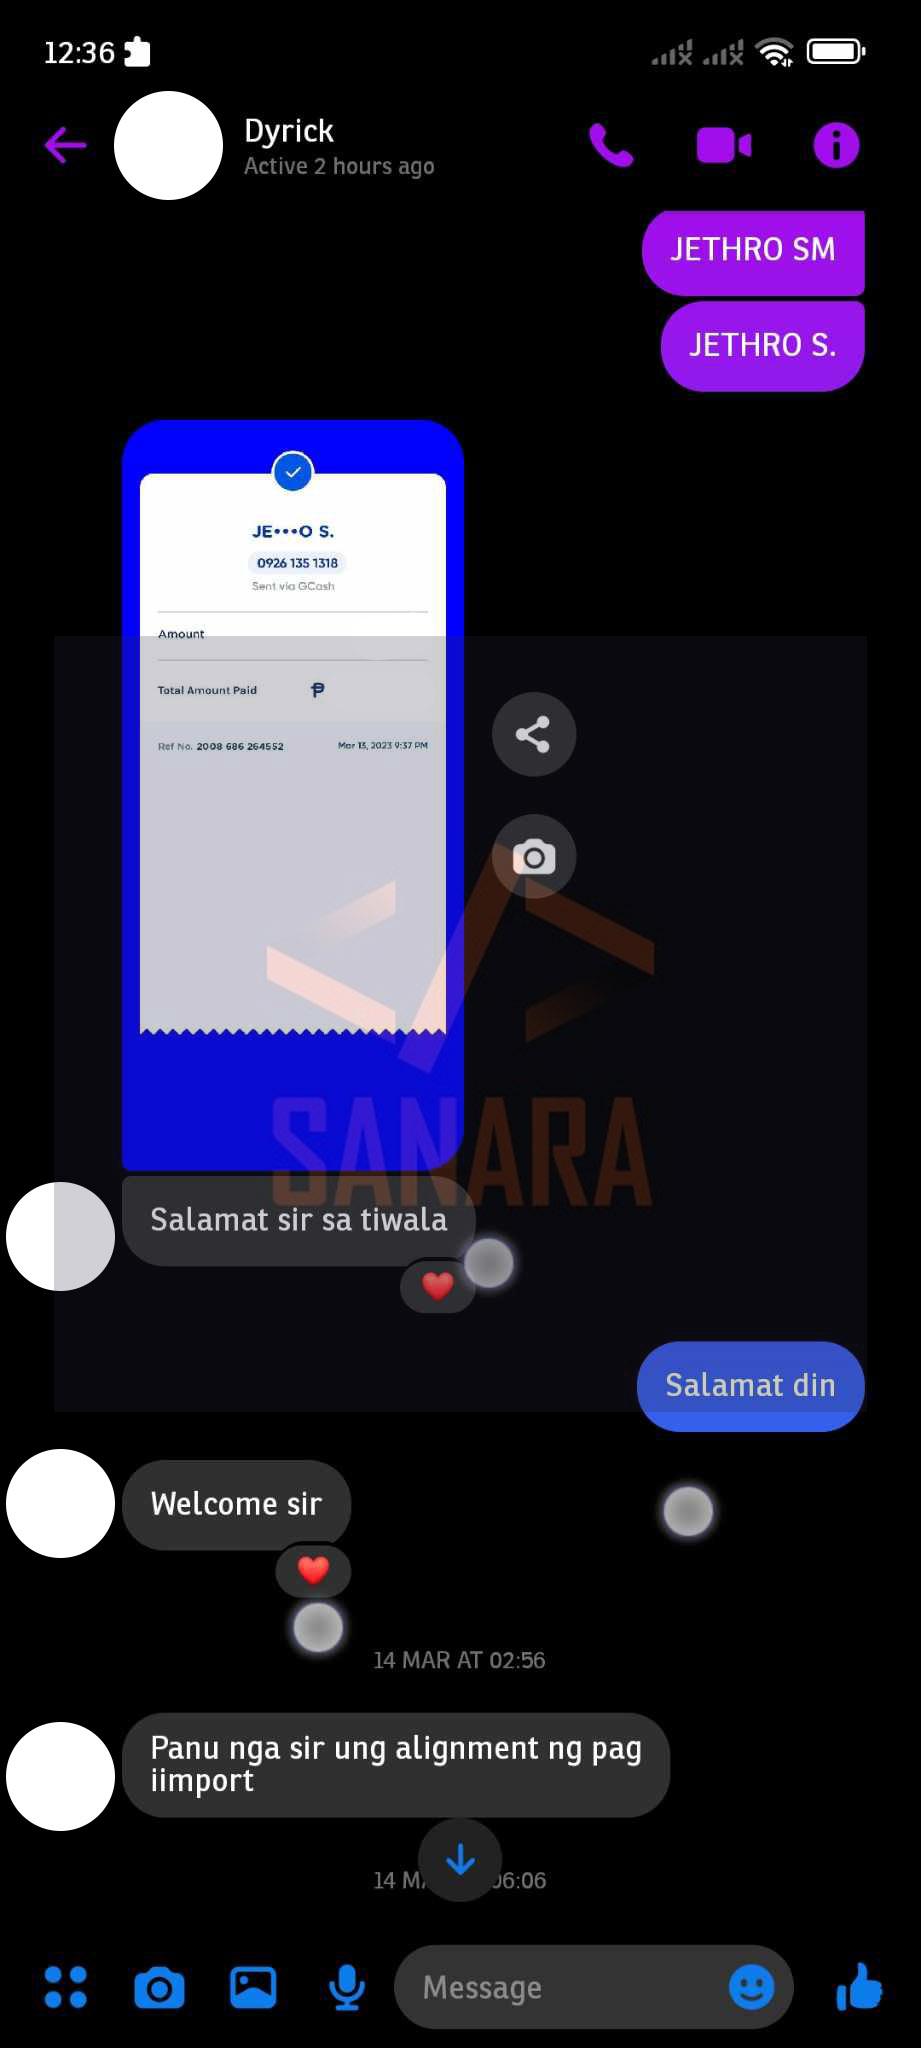 12:36
Dyrick
Active 2 hours ago
JETHRO SM
JETHRO S.
JE•••O S.
0926 135 1318
Sent via GCash
Amount
Total Amount Paid ₱
Ref No. 2008 686 264552 Mar 13, 2023 9:37 PM
SANARA
Salamat sir sa tiwala
Salamat din
Welcome sir
14 MAR AT 02:56
Panu nga sir ung alignment ng pag
iimport
14 MA 06:06
Message